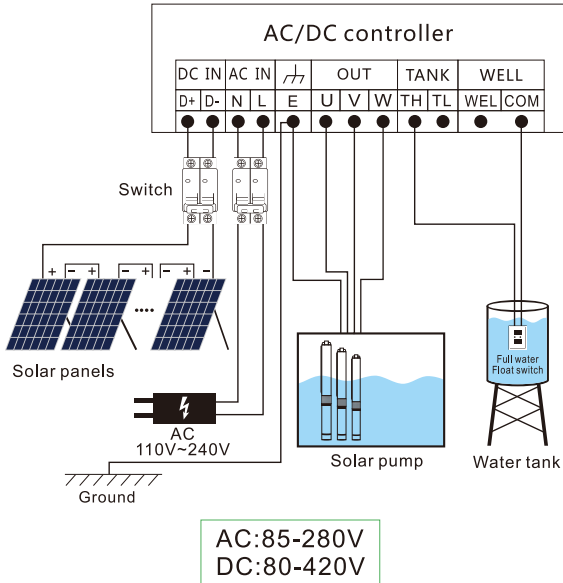 AC/DC controller
DC IN AC IN OUT TANK WELL
D+ D- N L E U V W TH TL WEL COM
Switch
+ - + - + - + -
Solar panels
AC
110V~240V
Ground
Solar pump
Full water
Float switch
Water tank
AC:85-280V
DC:80-420V